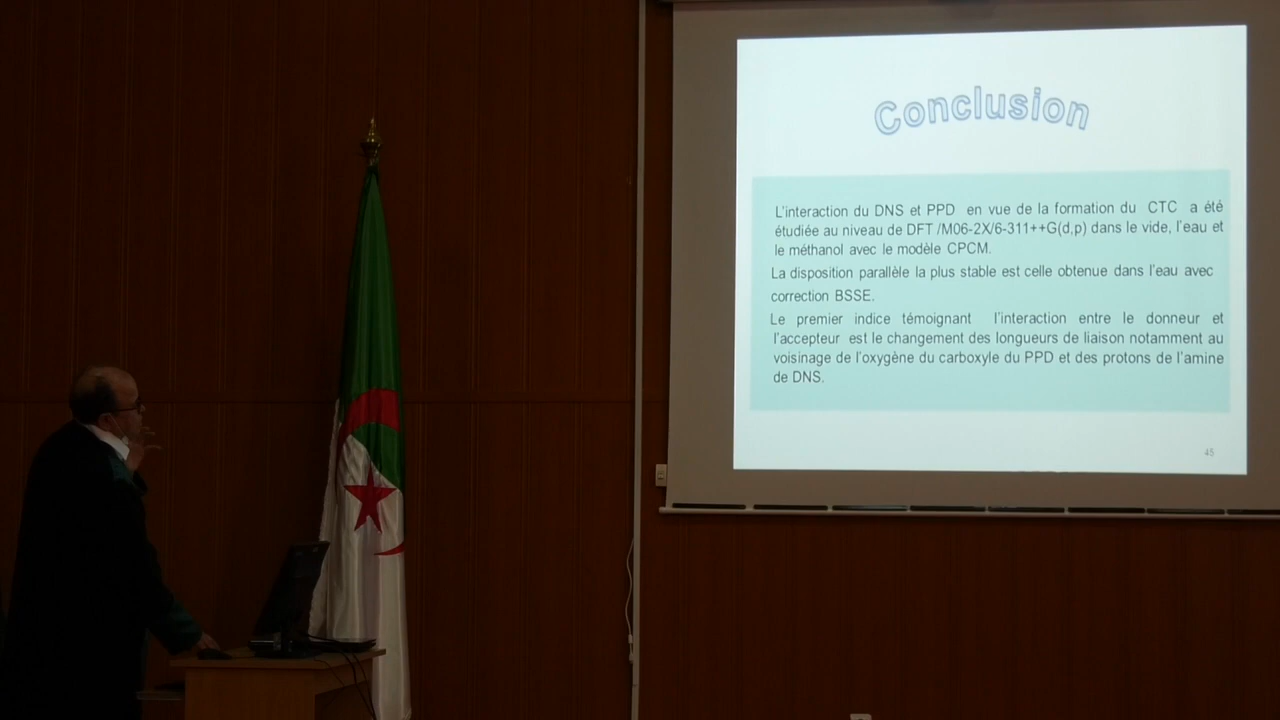 Conclusion
L'interaction du DNS et PPD en vue de la formation du CTC a été
étudiée au niveau de DFT /M06-2X/6-311++G(d,p) dans le vide, l'eau et
le méthanol avec le modèle CPCM.
La disposition parallèle la plus stable est celle obtenue dans l'eau avec
correction BSSE.
Le premier indice témoignant l'interaction entre le donneur et
l'accepteur est le changement des longueurs de liaison notamment au
voisinage de l'oxygène du carboxyle du PPD et des protons de l'amine
de DNS.
45